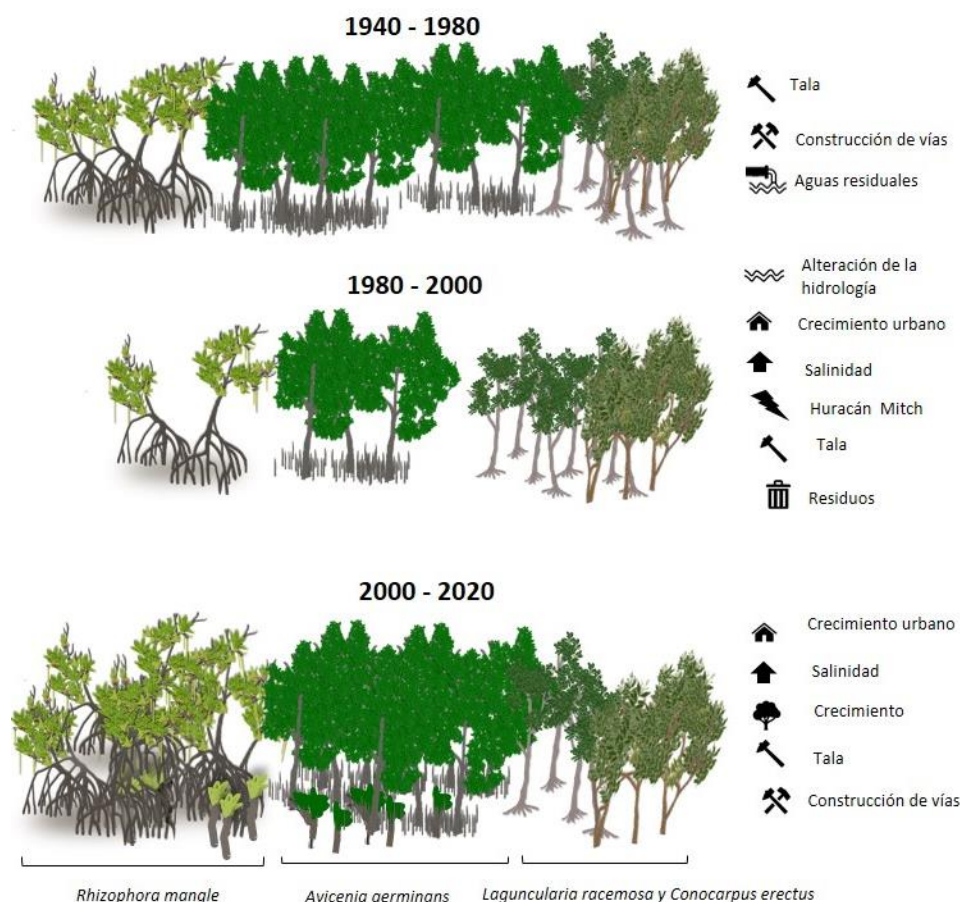 1940 - 1980
Tala
Construcción de vías
Aguas residuales
1980 - 2000
Alteración de la
hidrología
Crecimiento urbano
Salinidad
Huracán Mitch
Tala
Residuos
2000 - 2020
Crecimiento urbano
Salinidad
Crecimiento
Tala
Construcción de vías
Rhizophora mangle
Avicenia germinans
Laguncularia racemosa y Conocarpus erectus